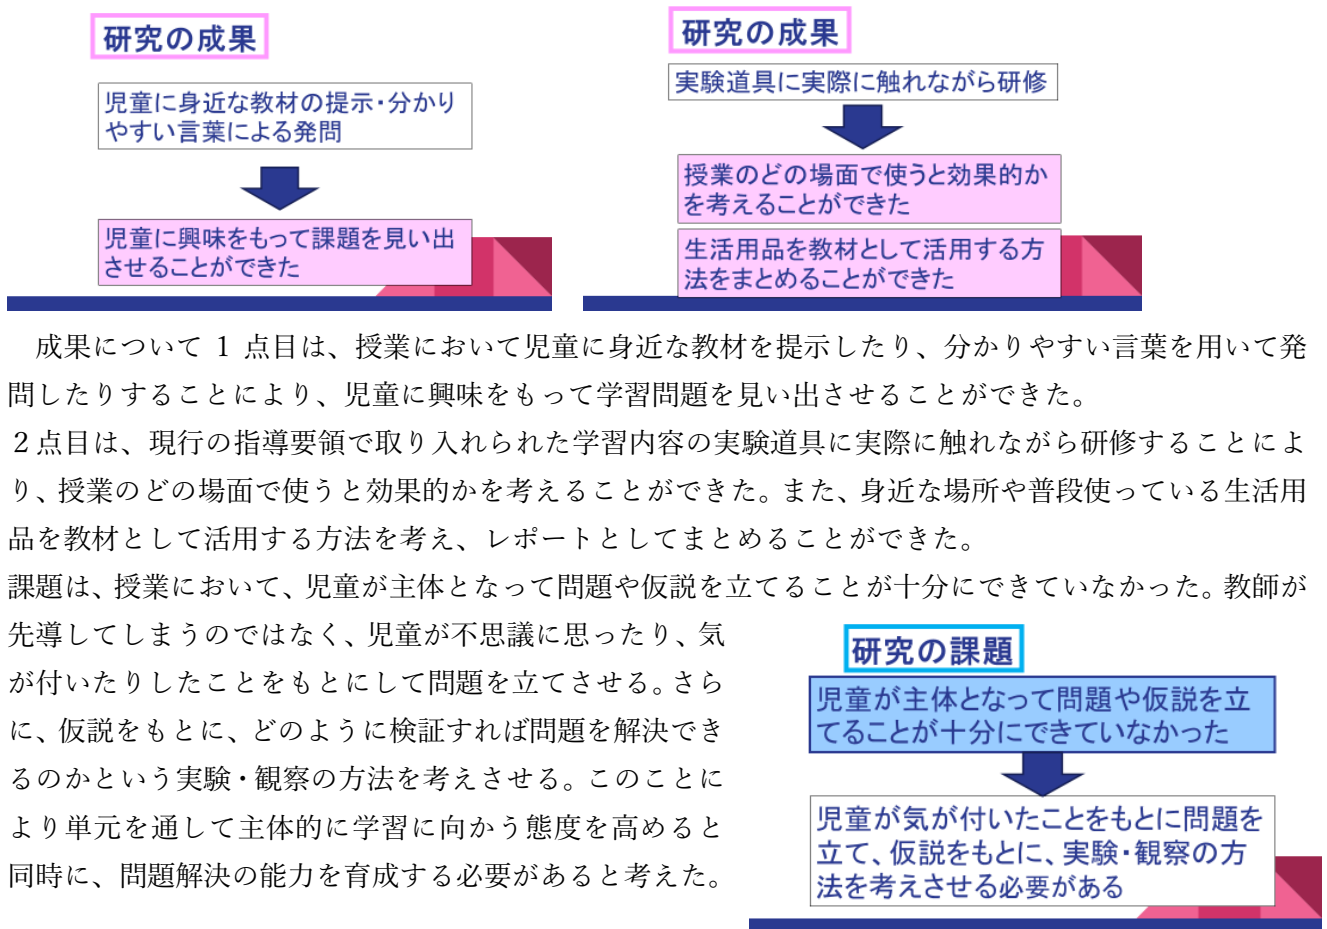 研究の成果
児童に身近な教材の提示・分かり
やすい言葉による発問
児童に興味をもって課題を見い出
させることができた
研究の成果
実験道具に実際に触れながら研修
授業のどの場面で使うと効果的か
を考えることができた
生活用品を教材として活用する方
法をまとめることができた
成果について 1 点目は、授業において児童に身近な教材を提示したり、分かりやすい言葉を用いて発
問したりすることにより、児童に興味をもって学習問題を見い出させることができた。
２点目は、現行の指導要領で取り入れられた学習内容の実験道具に実際に触れながら研修することによ
り、授業のどの場面で使うと効果的かを考えることができた。また、身近な場所や普段使っている生活用
品を教材として活用する方法を考え、レポートとしてまとめることができた。
課題は、授業において、児童が主体となって問題や仮説を立てることが十分にできていなかった。教師が
先導してしまうのではなく、児童が不思議に思ったり、気
が付いたりしたことをもとにして問題を立てさせる。さら
に、仮説をもとに、どのように検証すれば問題を解決でき
るのかという実験・観察の方法を考えさせる。このことに
より単元を通して主体的に学習に向かう態度を高めると
同時に、問題解決の能力を育成する必要があると考えた。
研究の課題
児童が主体となって問題や仮説を立
てることが十分にできていなかった
児童が気が付いたことをもとに問題を
立て、仮説をもとに、実験・観察の方
法を考えさせる必要がある